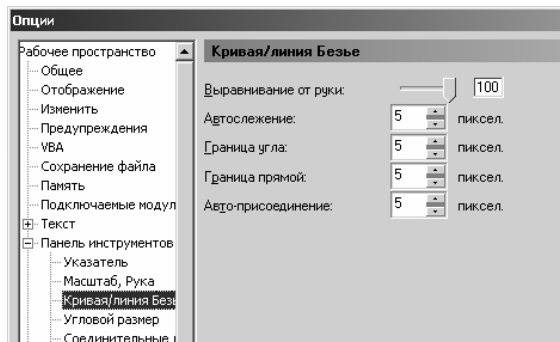 Опции
Рабочее пространство
Общее
Отображение
Изменить
Предупреждения
VBA
Сохранение файла
Память
Подключаемые модул
Текст
Панель инструментов
Указатель
Масштаб, Рука
Кривая/линия Безь
Угловой размер
Соединительные
Кривая/линия Безье
Выравнивание от руки: 100
Автослежение: 5 пиксел.
Граница угла: 5 пиксел.
Граница прямой: 5 пиксел.
Авто-присоединение: 5 пиксел.